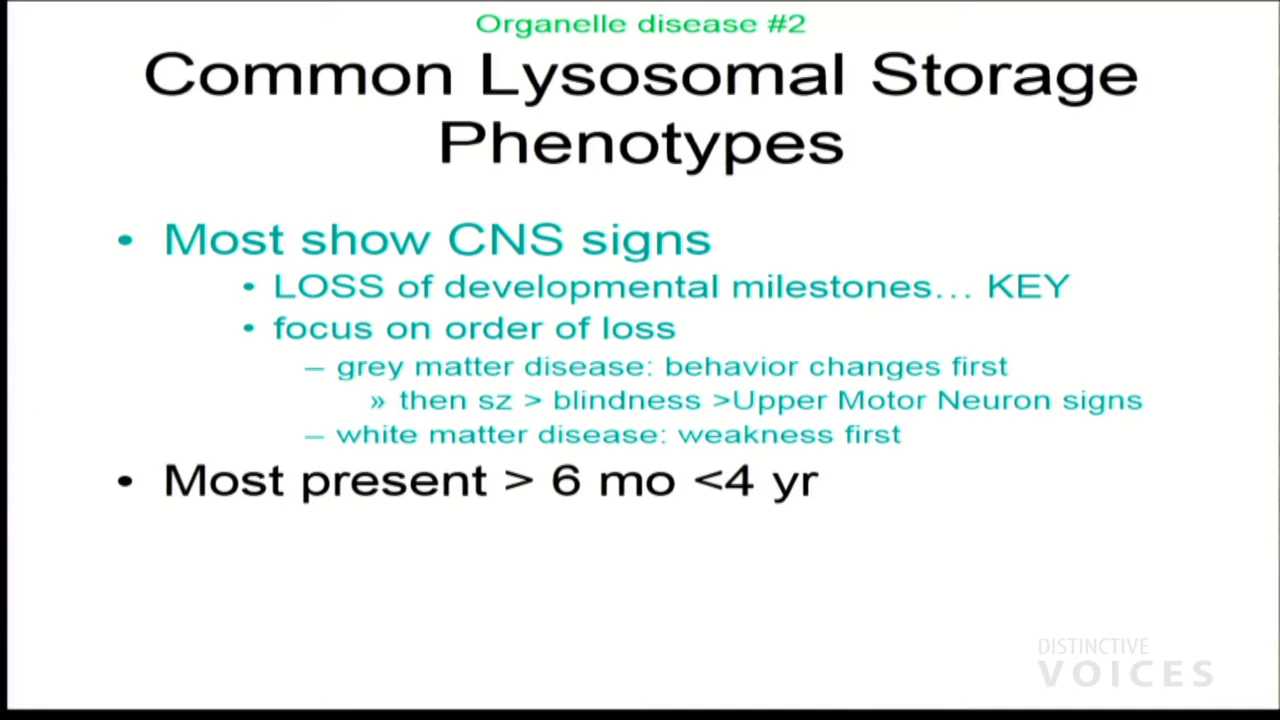 Organelle disease #2
Common Lysosomal Storage
Phenotypes
• Most show CNS signs
• LOSS of developmental milestones... KEY
• focus on order of loss
– grey matter disease: behavior changes first
» then sz > blindness >Upper Motor Neuron signs
– white matter disease: weakness first
• Most present > 6 mo <4 yr
DISTINCTIVE
VOICES